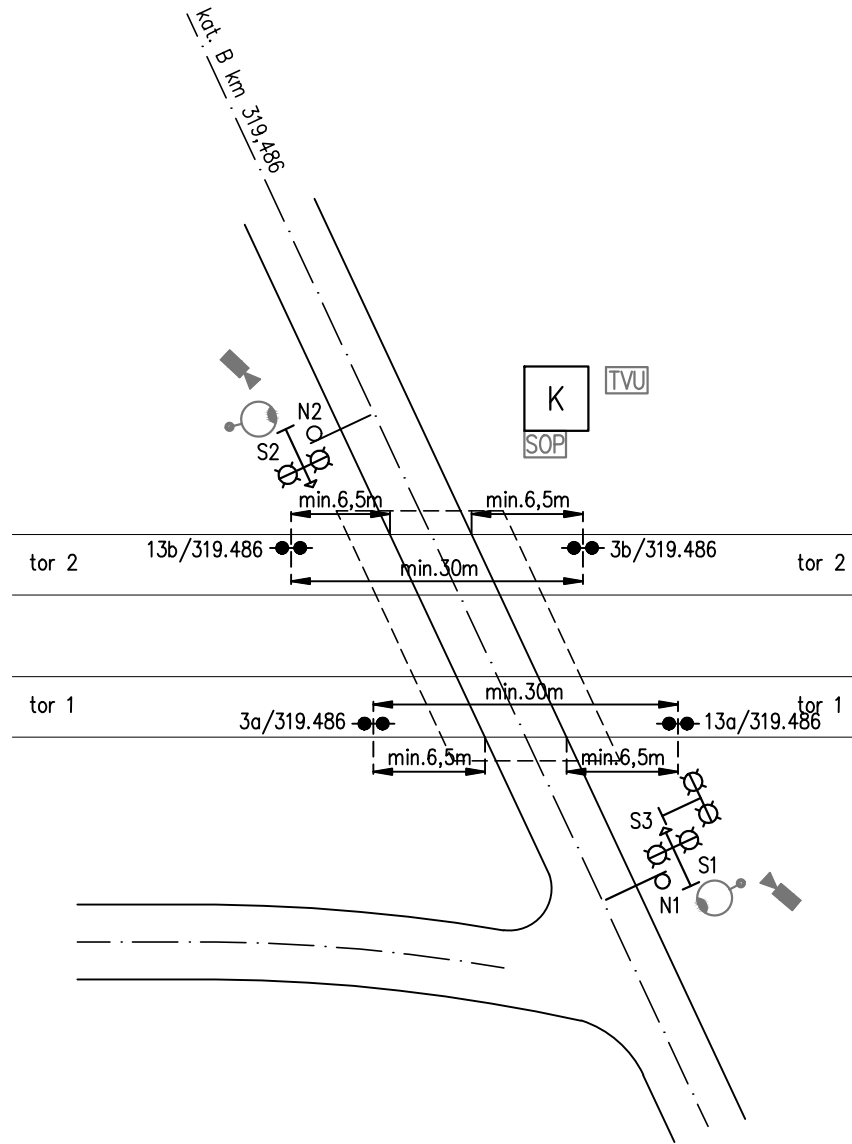 kat. B km 319,486
K
TVU
SOP
N2
S2
min.6,5m
min.6,5m
13b/319.486
3b/319.486
tor 2
min.30m
tor 2
tor 1
min.30m
tor 1
3a/319.486
13a/319.486
min.6,5m
min.6,5m
S3
S1
N1